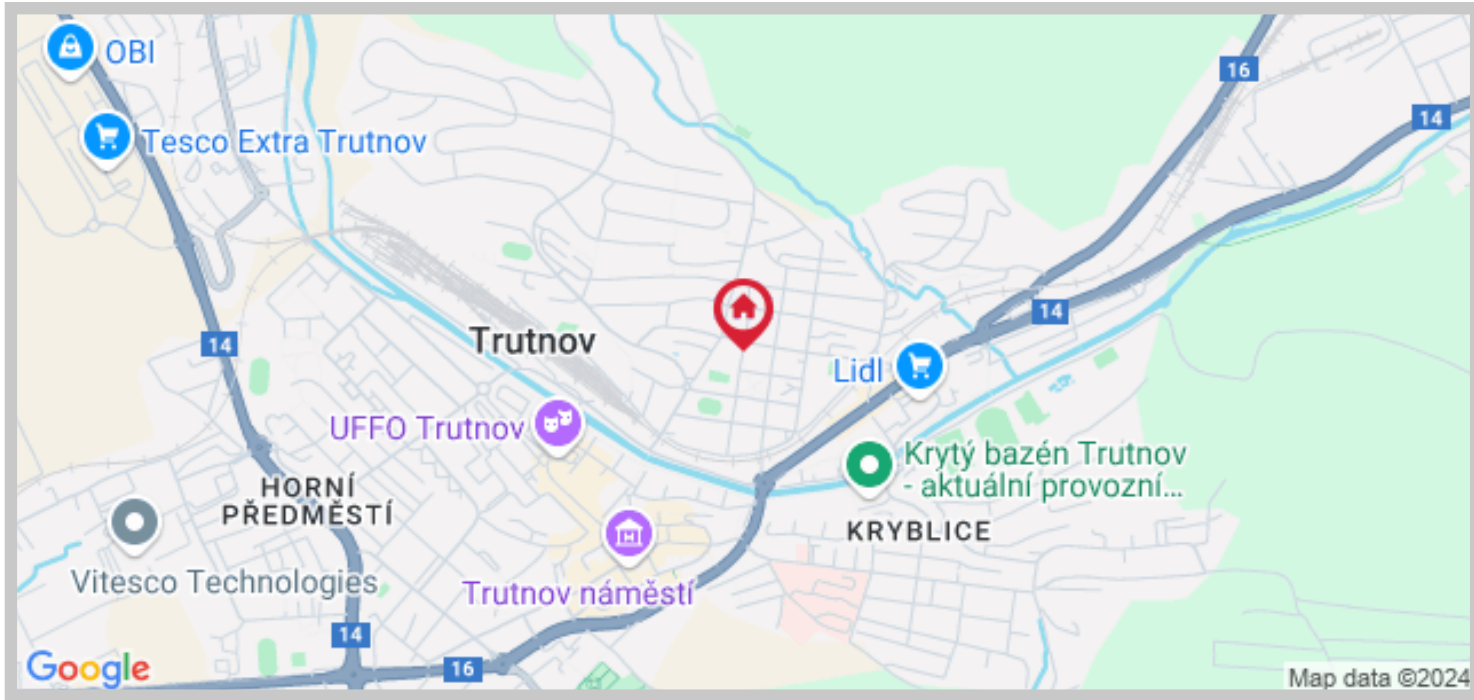 OBI
16
14
Tesco Extra Trutnov
14
14
Trutnov
Lidl
UFFO Trutnov
Krytý bazén Trutnov
- aktuální provozní...
HORNÍ
PŘEDMĚSTÍ
KRYBLICE
Vitesco Technologies
Trutnov náměstí
14
16
Google
Map data ©2024